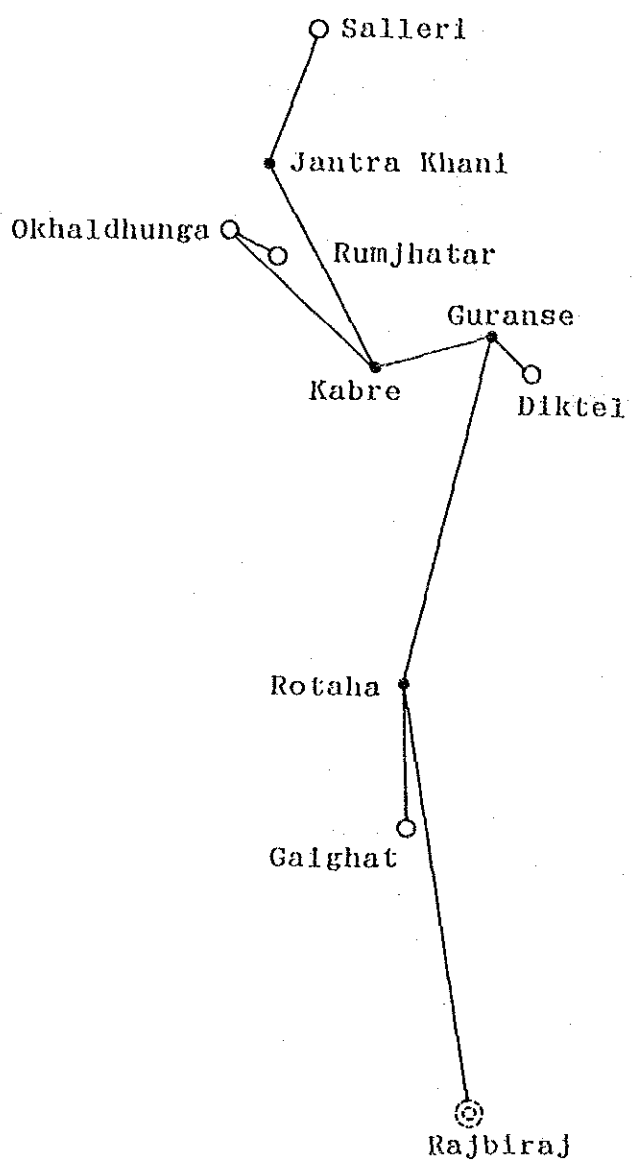 Salleri
Jantra Khani
Okhaldhunga
Rumjhatar
Guranse
Kabre
Diktel
Rotaha
Gaighat
Rajbiraj